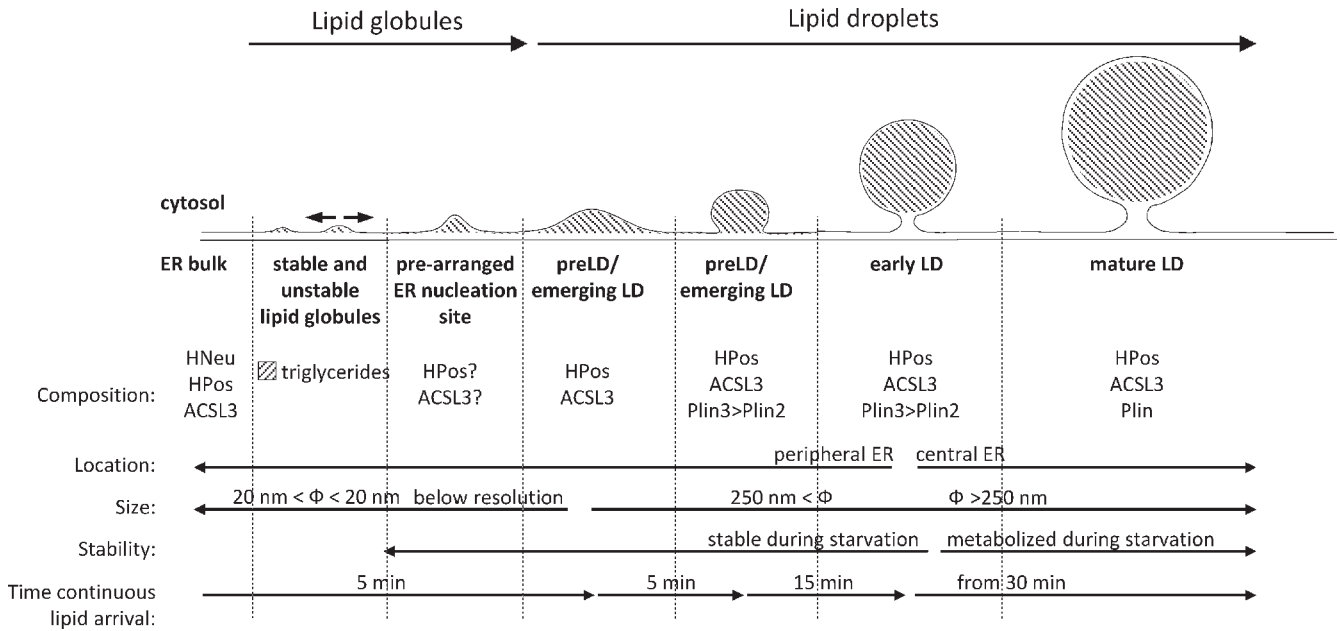 Lipid globules
Lipid droplets
cytosol
ER bulk
stable and
unstable
lipid globules
pre-arranged
ER nucleation
site
preLD/
emerging LD
preLD/
emerging LD
early LD
mature LD
Composition:
HNeu
HPos
ACSL3
triglycerides
HPos?
ACSL3?
HPos
ACSL3
HPos
ACSL3
Plin3>Plin2
HPos
ACSL3
Plin3>Plin2
HPos
ACSL3
Plin
Location:
peripheral ER
central ER
Size:
20 nm < Φ < 20 nm
below resolution
250 nm < Φ
Φ >250 nm
Stability:
stable during starvation
metabolized during starvation
Time continuous
lipid arrival:
5 min
5 min
15min
from 30 min